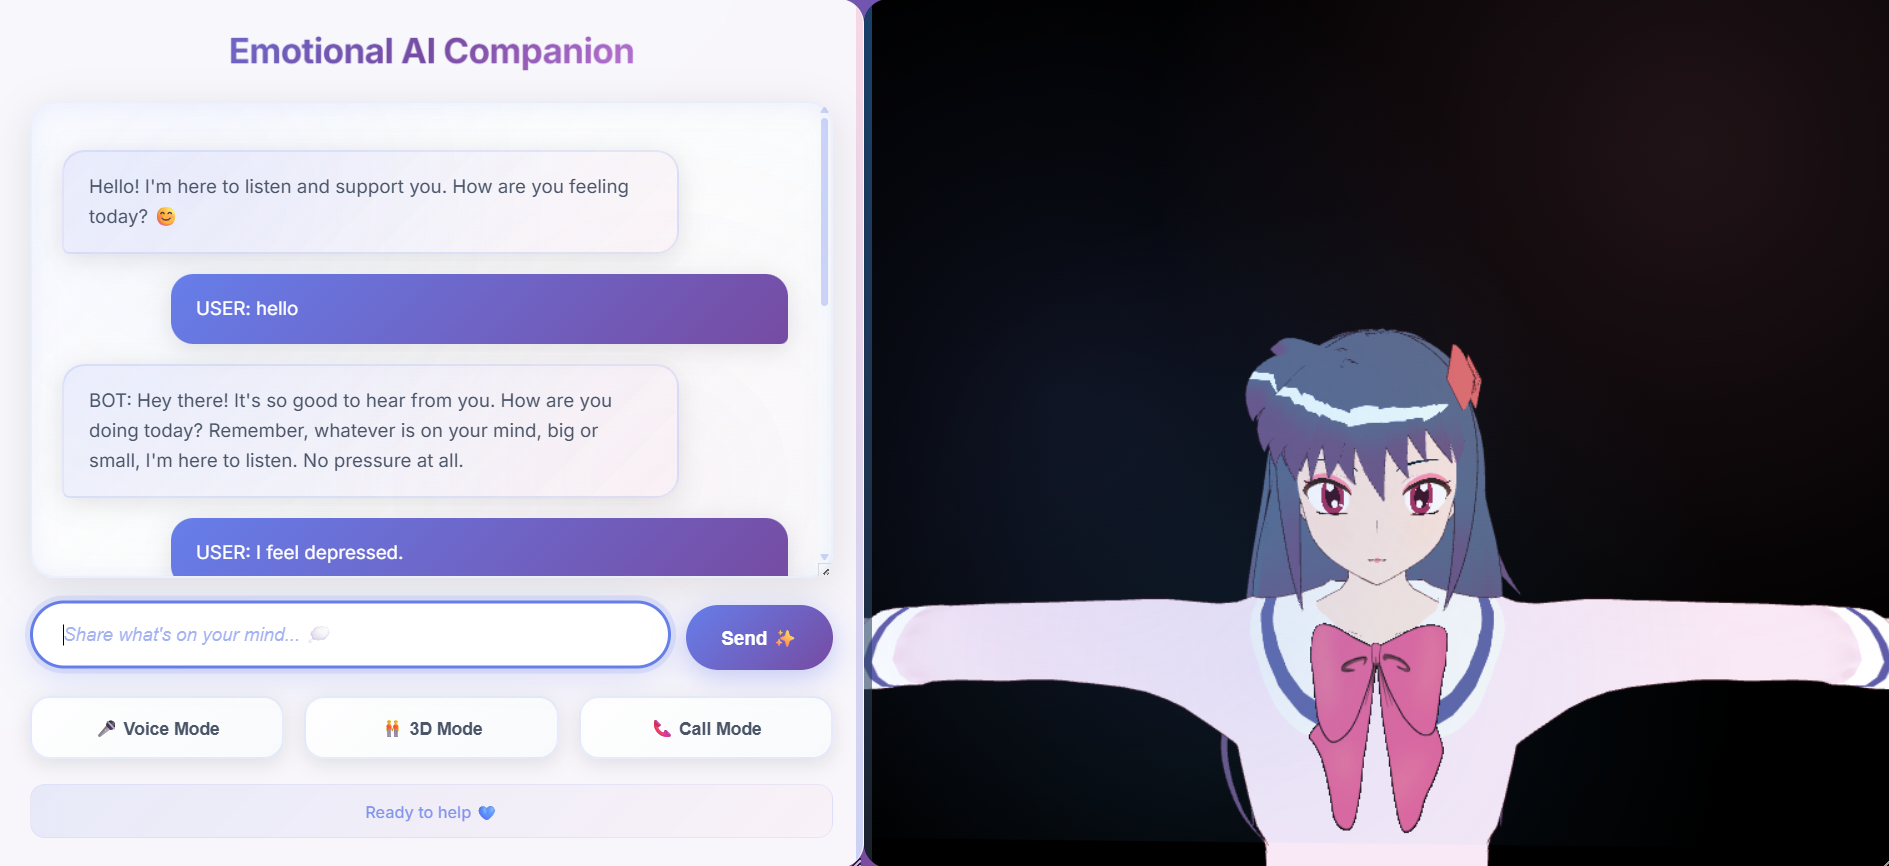 Emotional AI Companion
Hello! I'm here to listen and support you. How are you feeling
today? 😊
USER: hello
BOT: Hey there! It's so good to hear from you. How are you
doing today? Remember, whatever is on your mind, big or
small, I'm here to listen. No pressure at all.
USER: I feel depressed.
Share what's on your mind... 💭
Send ✨
🎤 Voice Mode
👭 3D Mode
📞 Call Mode
Ready to help 💙